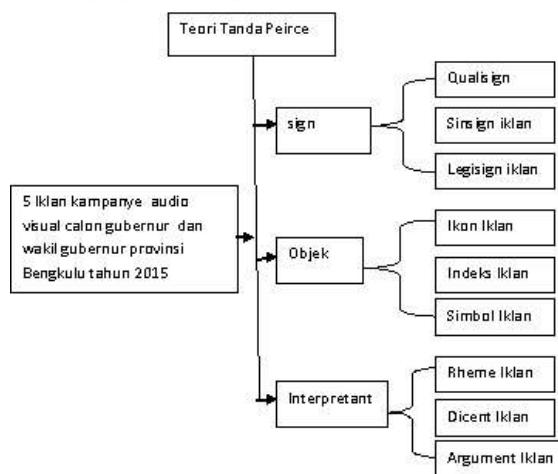 Teori Tanda Peirce
sign
Qualisign
Sinsign iklan
Legisign iklan
5 Iklan kampanye audio
visual calon gubernur dan
wakil gubernur provinsi
Bengkulu tahun 2015
Objek
Ikon Iklan
Indeks Iklan
Simbol Iklan
Interpretant
Rheme Iklan
Dicent Iklan
Argument Iklan